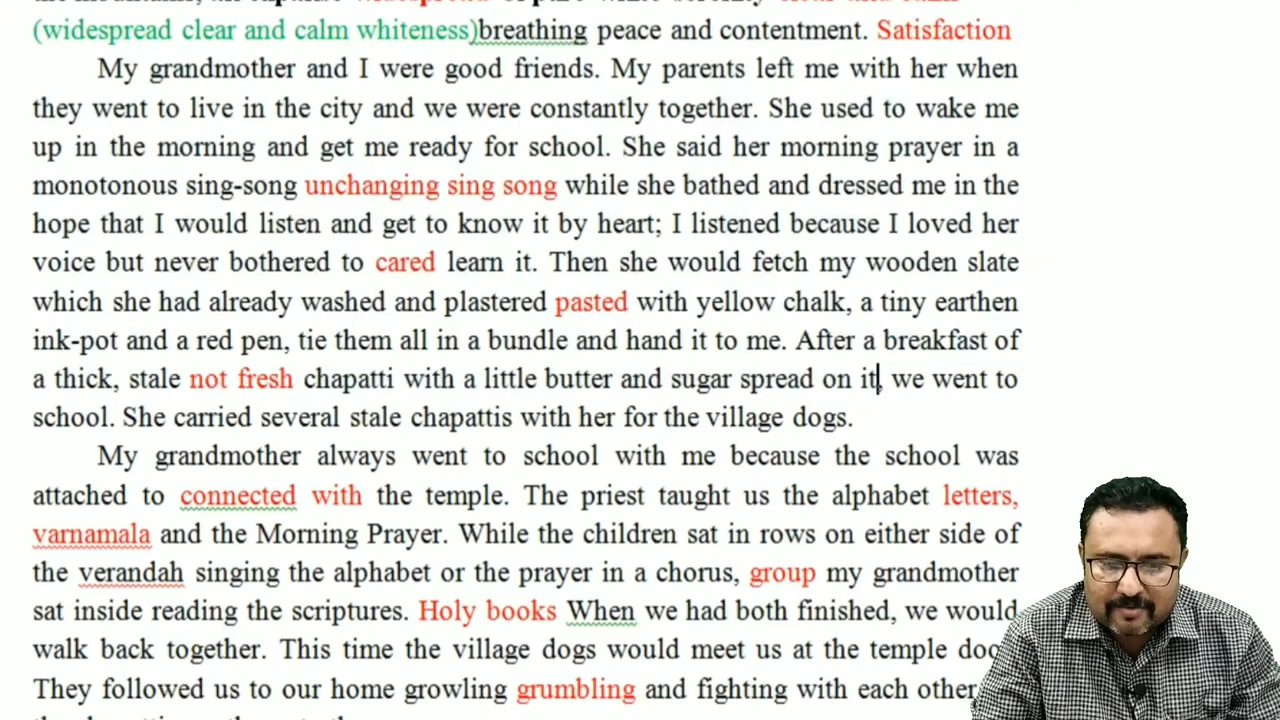 (widespread clear and calm whiteness)breathing peace and contentment. Satisfaction
My grandmother and I were good friends. My parents left me with her when
they went to live in the city and we were constantly together. She used to wake me
up in the morning and get me ready for school. She said her morning prayer in a
monotonous sing-song unchanging sing song while she bathed and dressed me in the
hope that I would listen and get to know it by heart; I listened because I loved her
voice but never bothered to cared learn it. Then she would fetch my wooden slate
which she had already washed and plastered pasted with yellow chalk, a tiny earthen
ink-pot and a red pen, tie them all in a bundle and hand it to me. After a breakfast of
a thick, stale not fresh chapatti with a little butter and sugar spread on it, we went to
school. She carried several stale chapattis with her for the village dogs.
My grandmother always went to school with me because the school was
attached to connected with the temple. The priest taught us the alphabet letters,
varnamala and the Morning Prayer. While the children sat in rows on either side of
the verandah singing the alphabet or the prayer in a chorus, group my grandmother
sat inside reading the scriptures. Holy books When we had both finished, we would
walk back together. This time the village dogs would meet us at the temple
They followed us to our home growling grumbling and fighting with each other